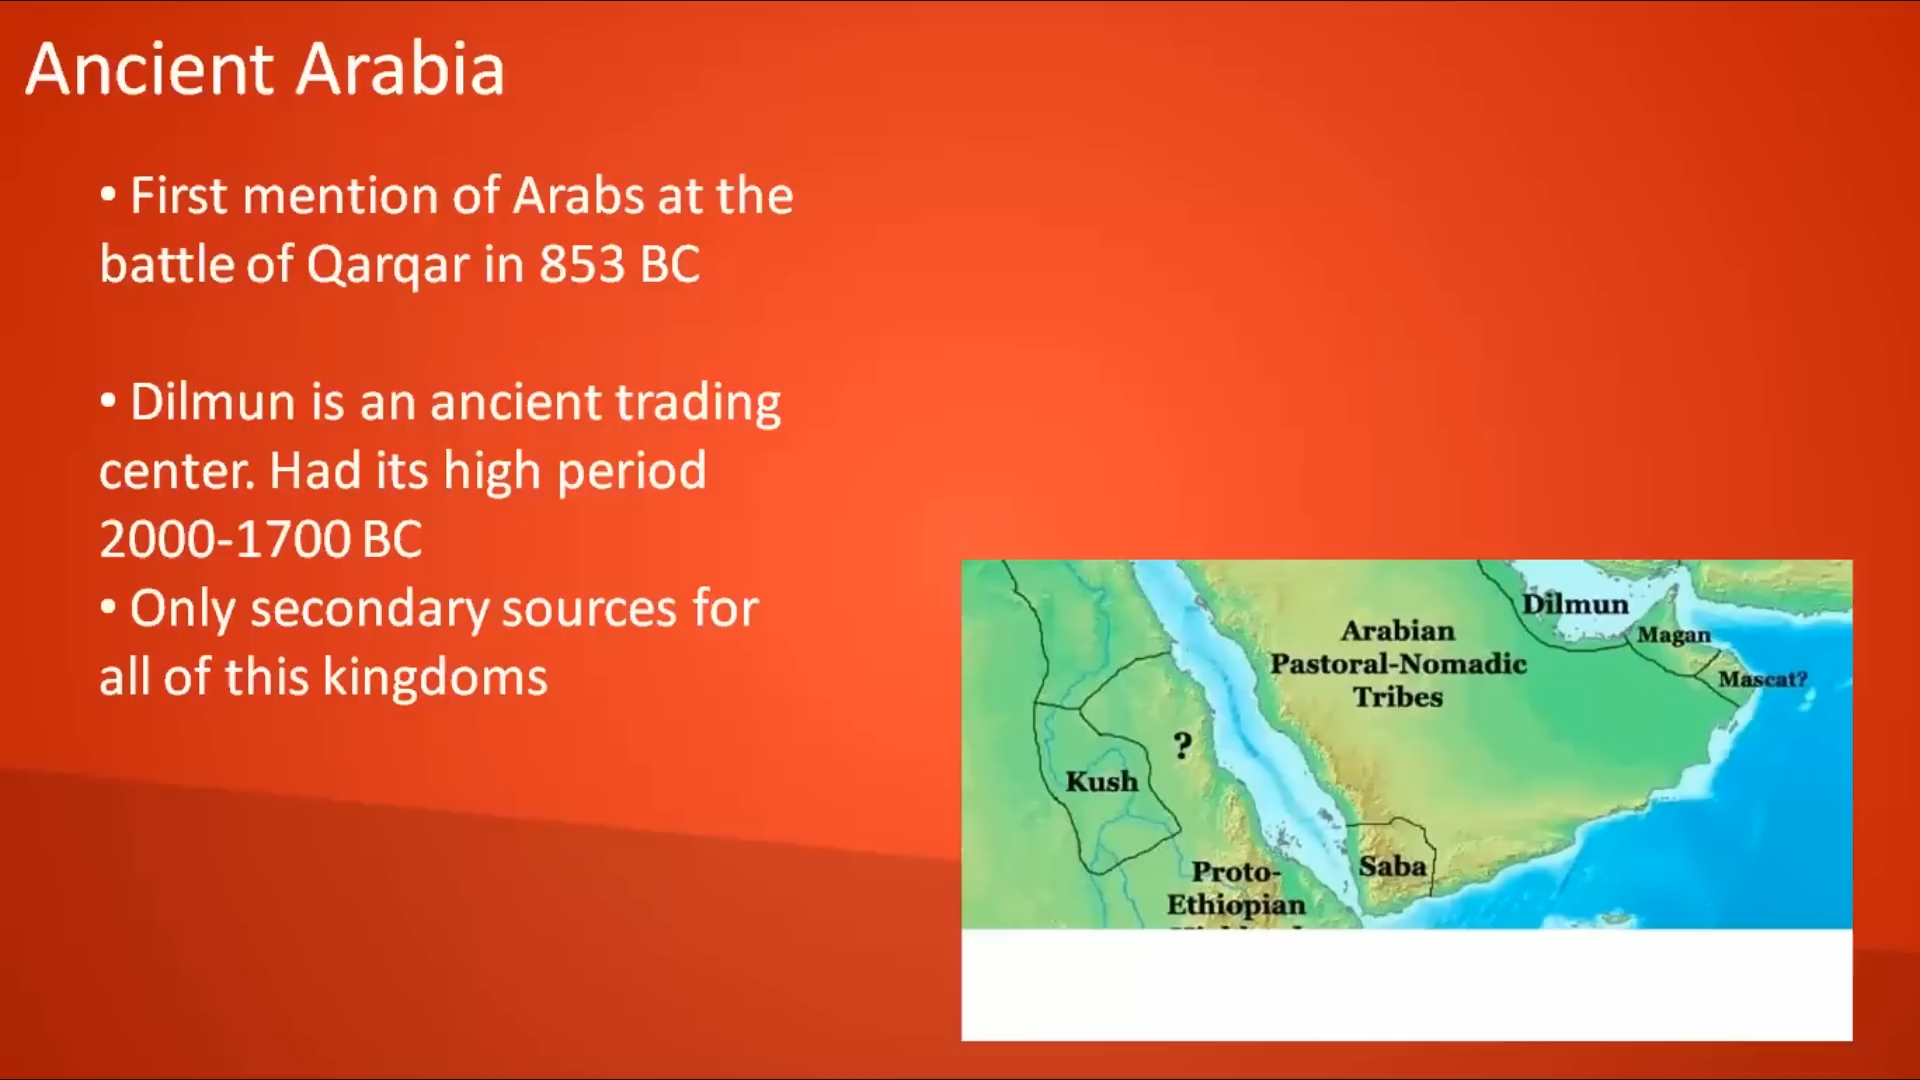 Ancient Arabia
• First mention of Arabs at the
battle of Qarqar in 853 BC
• Dilmun is an ancient trading
center. Had its high period
2000-1700 BC
• Only secondary sources for
all of this kingdoms
Dilmun
Magan
Mascat?
Arabian
Pastoral-Nomadic
Tribes
?
Kush
Saba
Proto-
Ethiopian